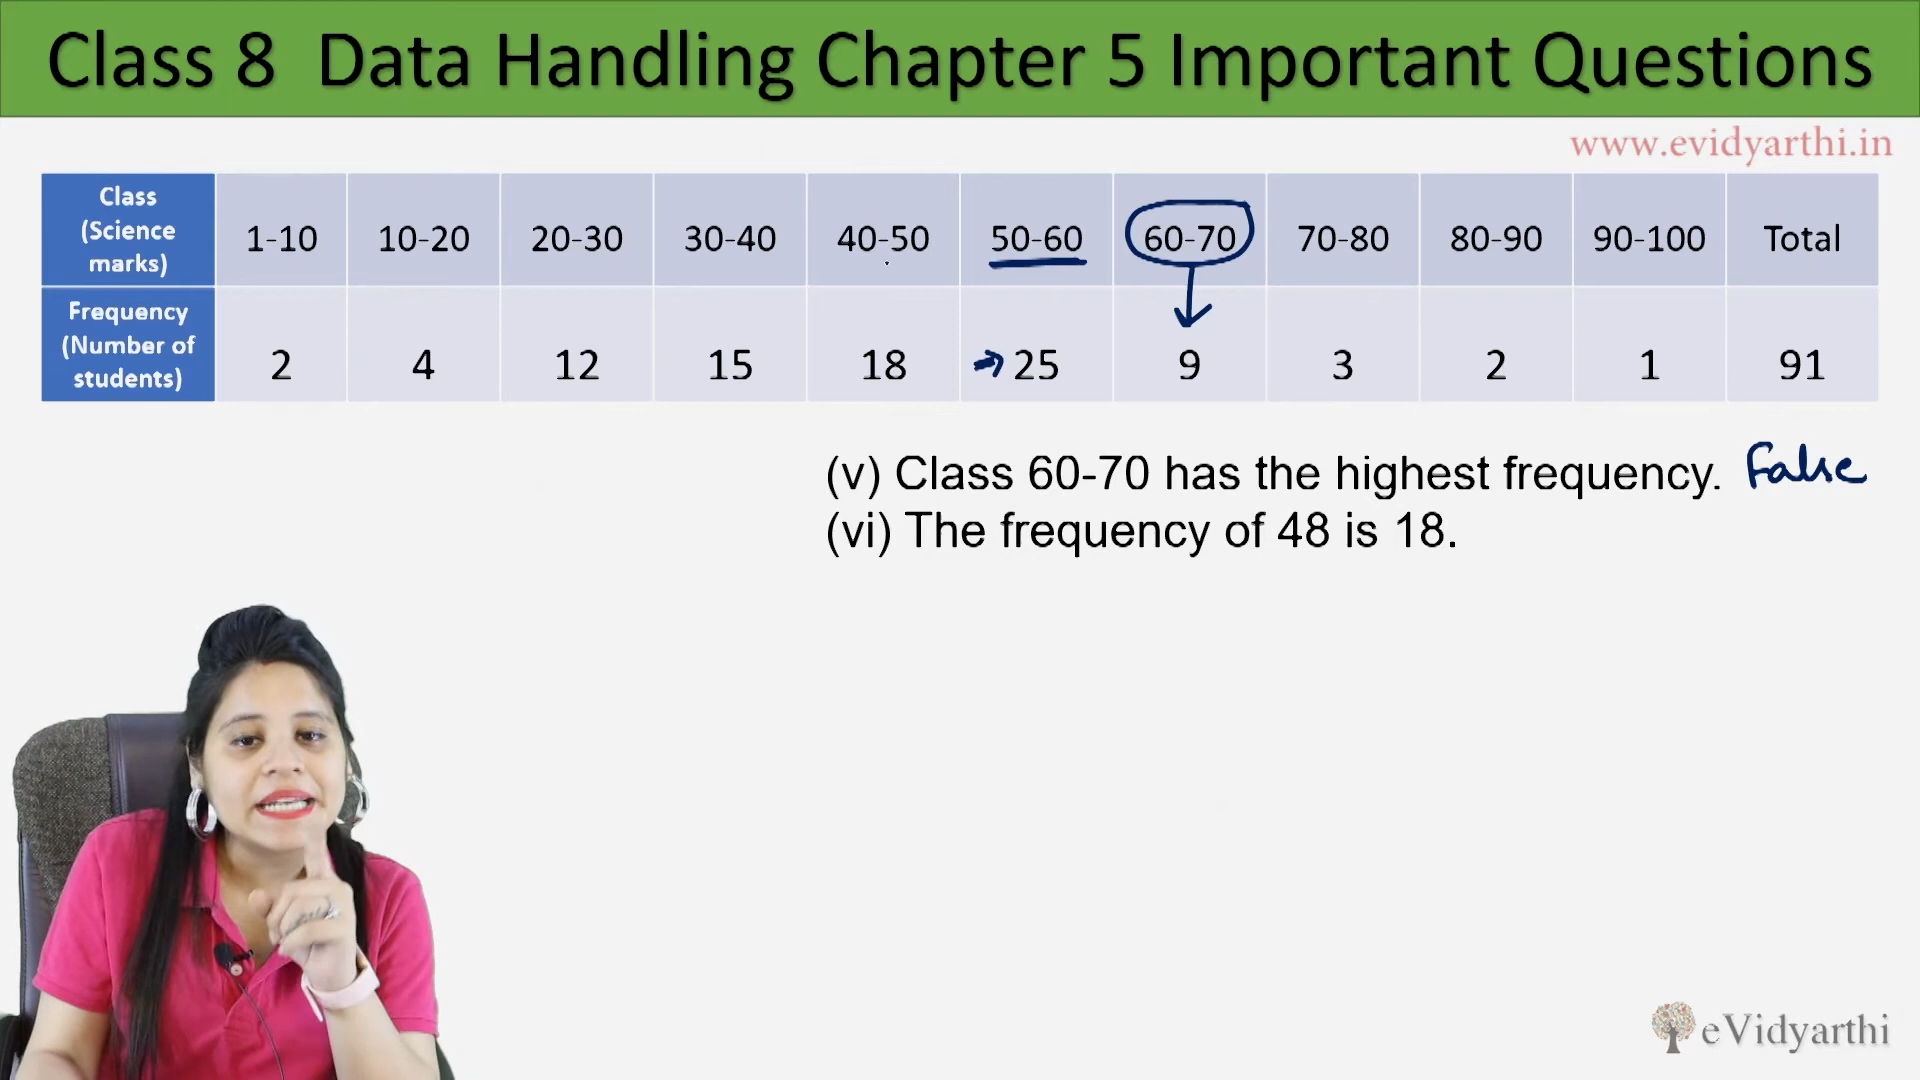 Class 8 Data Handling Chapter 5 Important Questions
www.evidyarthi.in
Class (Science marks) 1-10 10-20 20-30 30-40 40-50 50-60 60-70 70-80 80-90 90-100 Total
Frequency (Number of students) 2 4 12 15 18 25 9 3 2 1 91
(v) Class 60-70 has the highest frequency. False
(vi) The frequency of 48 is 18.
eVidyarthi